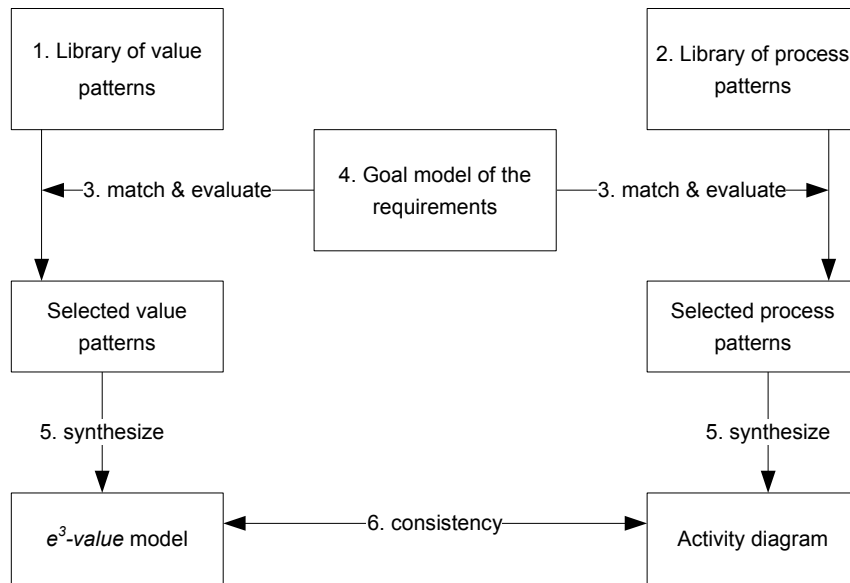 1. Library of value
patterns
2. Library of process
patterns
3. match & evaluate
4. Goal model of the
requirements
3. match & evaluate
Selected value
patterns
Selected process
patterns
5. synthesize
5. synthesize
e³-value model
6. consistency
Activity diagram